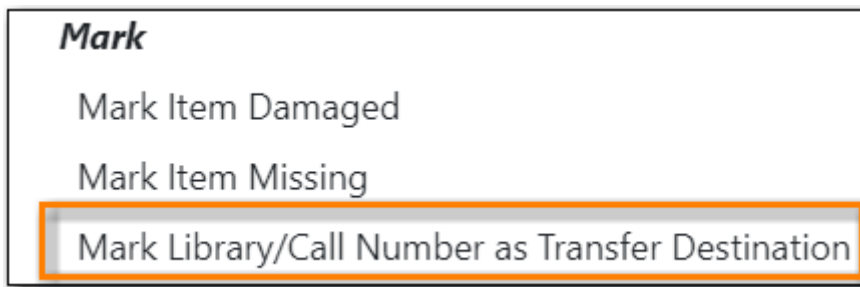 Mark
Mark Item Damaged
Mark Item Missing
Mark Library/Call Number as Transfer Destination